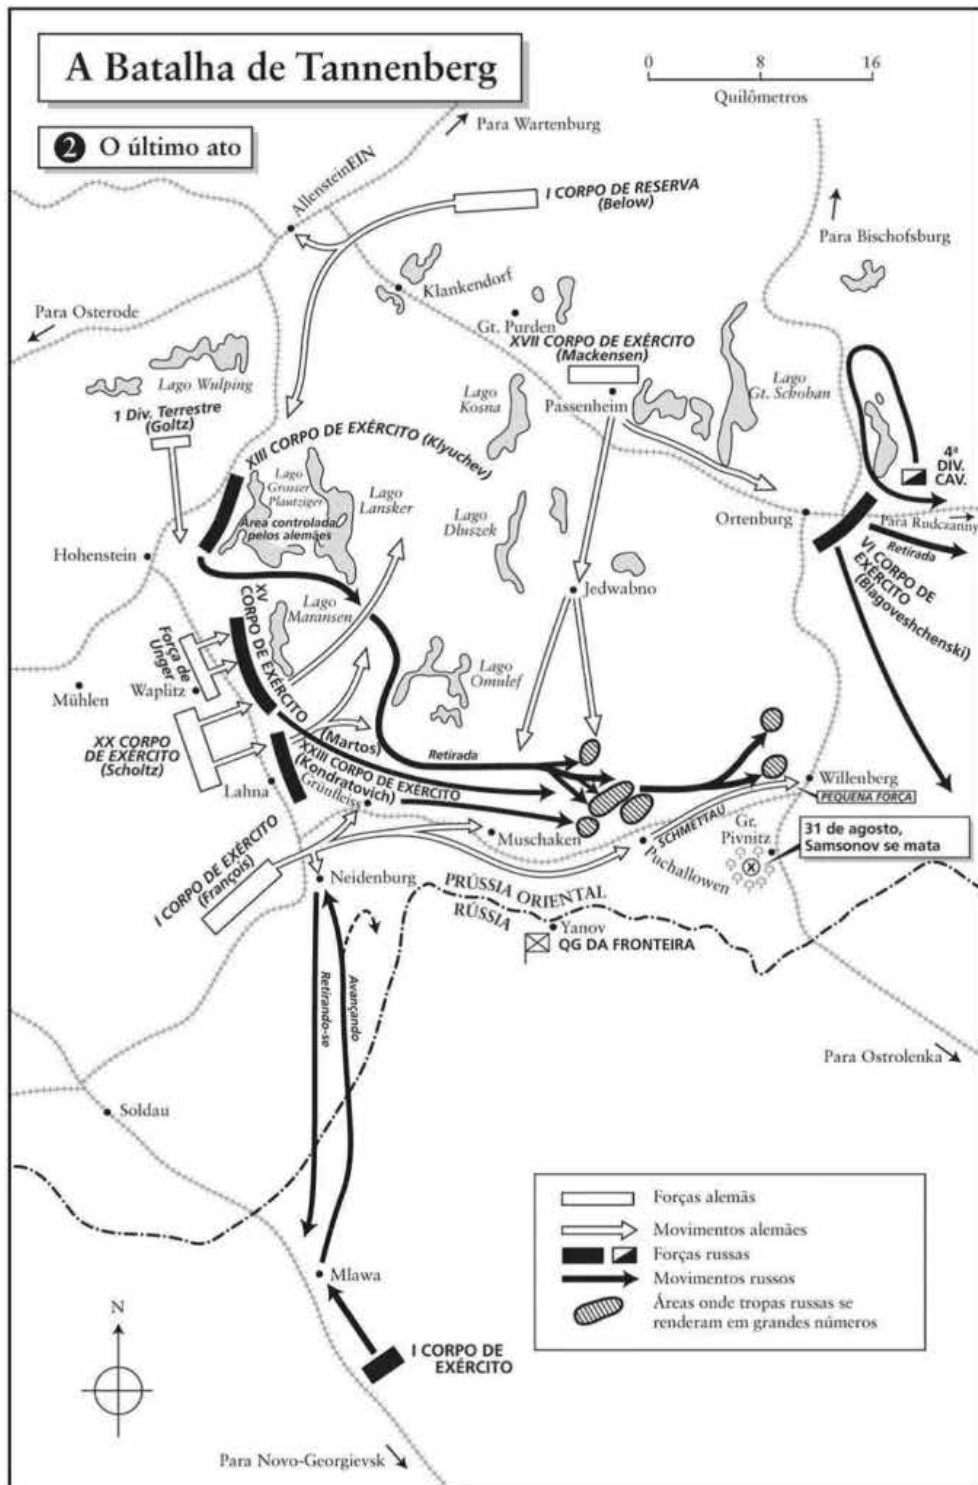 A Batalha de Tannenberg
2 O último ato
0 8 16
Quilômetros
Para Wartenburg
AllensteinEIN
I CORPO DE RESERVA
(Below)
Para Bischofsburg
Klankendorf
Para Osterode
Gt. Purden
XVII CORPO DE EXÉRCITO
(Mackensen)
Lago Wulping
Lago
Kosna
Passenheim
Lago
Gt. Schoban
1 Div. Terrestre
(Goltz)
XIII CORPO DE EXÉRCITO (Klyuchev)
4ª
DIV.
CAV.
Lago
Grosser
Plautziger
Lago
Lansker
Área controlada
pelos alemães
Lago
Dluszek
Ortenburg
Para Rudczanny
Retirada
Hohenstein
VI CORPO DE
EXÉRCITO
(Blagoveshchenski)
Jedwabno
XV
CORPO DE EXÉRCITO
(Martos)
Lago
Maransen
Força de
Unger
Lago
Omulef
Mühlen
Waplitz
XX CORPO
DE EXÉRCITO
(Scholtz)
Retirada
XXIII CORPO DE EXÉRCITO
(Kondratovich)
Lahna
Grünfleiss
Willenberg
PEQUENA FORÇA
Muschaken
SCHMETTAU
Gr.
Pivnitz
31 de agosto,
Samsonov se mata
Puchallowen
I CORPO DE EXÉRCITO
(François)
Neidenburg
PRÚSSIA ORIENTAL
RÚSSIA
Yanov
QG DA FRONTEIRA
Retirando-se
Avançando
Para Ostrolenka
Soldau
Forças alemãs
Movimentos alemães
Forças russas
Movimentos russos
Áreas onde tropas russas se
renderam em grandes números
Mlawa
N
I CORPO DE
EXÉRCITO
Para Novo-Georgievsk